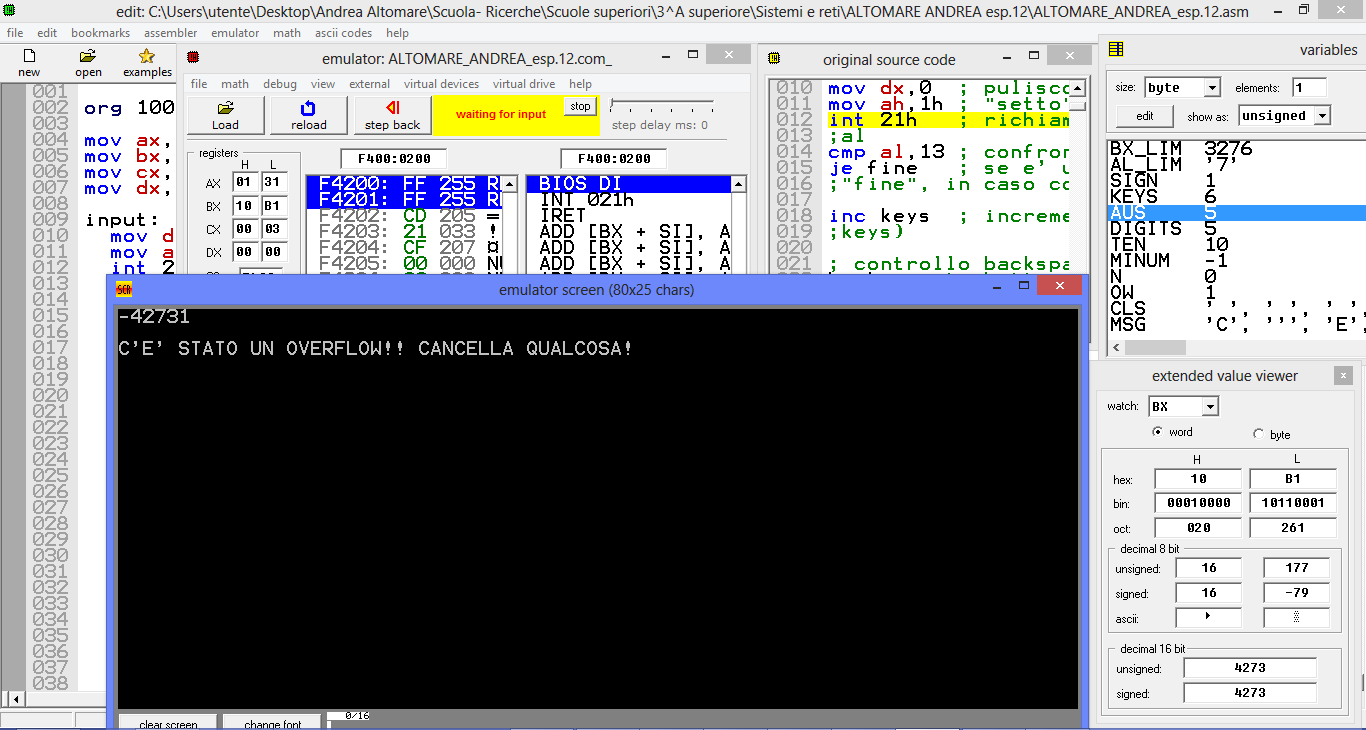 edit: C:\Users\utente\Desktop\Andrea Altomare\Scuola- Ricerche\Scuole superiori\3^A superiore\Sistemi e reti\ALTOMARE ANDREA esp.12\ALTOMARE_ANDREA_esp.12.asm
file edit bookmarks assembler emulator math ascii codes help
new open examples
001
002 org 100
003
004 mov ax,
005 mov bx,
006 mov cx,
007 mov dx,
008
009 input:
010 mov d
011 mov a
012 int 2
013
014
015
016
017
018
019
020
021
022
023
024
025
026
027
028
029
030
031
032
033
034
035
036
037
038
emulator: ALTOMARE_ANDREA_esp.12.com_
file math debug view external virtual devices virtual drive help
Load reload step back waiting for input stop step delay ms: 0
registers
H L
AX 01 31
BX 10 B1
CX 00 03
DX 00 00
F400:0200 F400:0200
F4200: FF 255 R
F4201: FF 255 R
F4202: CD 205 =
F4203: 21 033 !
F4204: CF 207 ¤
F4205: 00 000 NU
BIOS DI
INT 021h
IRET
ADD [BX + SI], A
ADD [BX + SI], A
ADD [BX + SI], A
original source code
010 mov dx,0 ; pulisco
011 mov ah,1h ; "setto"
012 int 21h ; richiam
013 ;al
014 cmp al,13 ; confron
015 je fine ; se e' u
016 ;"fine", in caso co
017
018 inc keys ; increme
019 ;keys)
020
021 ; controllo backspa
variables
size: byte elements: 1
edit show as: unsigned
BX_LIM 3276
AL_LIM '7'
SIGN 1
KEYS 6
AUS 5
DIGITS 5
TEN 10
MINUM -1
N 0
OW 1
CLS ' ', ' ', ' ',
MSG 'C', ''', 'E',
emulator screen (80x25 chars)
-42731
C'E' STATO UN OVERFLOW!! CANCELLA QUALCOSA!
clear screen change font 0/16
extended value viewer
watch: BX
word byte
H L
hex: 10 B1
bin: 00010000 10110001
oct: 020 261
decimal 8 bit
unsigned: 16 177
signed: 16 -79
ascii:
decimal 16 bit
unsigned: 4273
signed: 4273